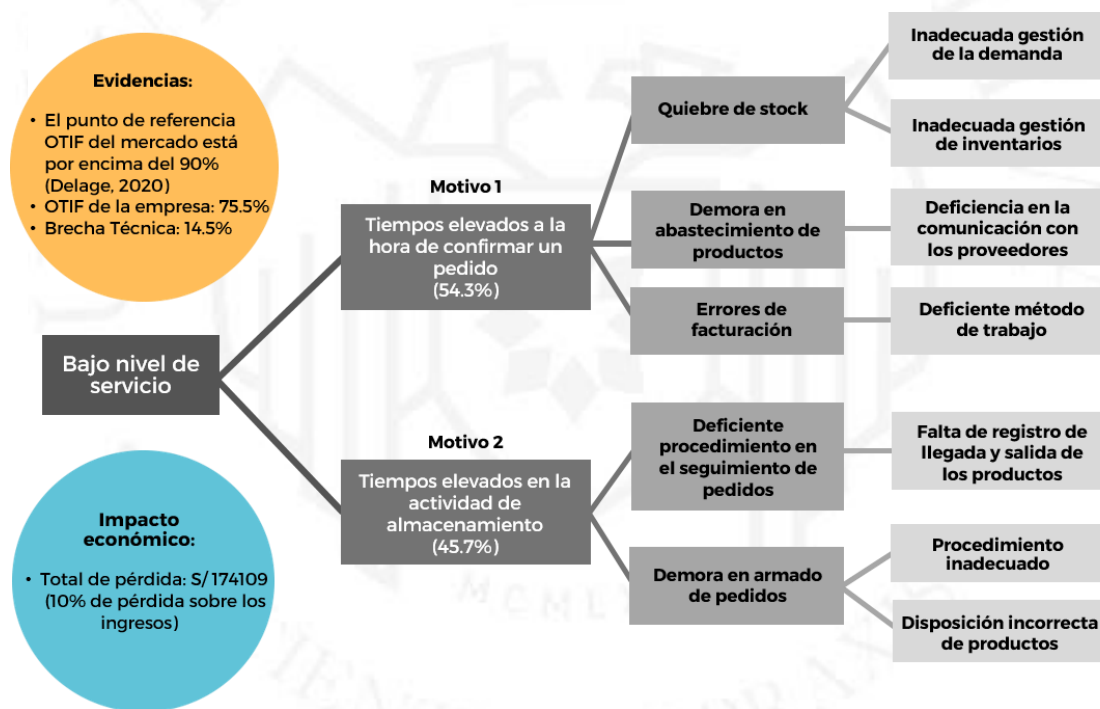 Evidencias:
• El punto de referencia
OTIF del mercado está
por encima del 90%
(Delage, 2020)
• OTIF de la empresa: 75.5%
• Brecha Técnica: 14.5%
Bajo nivel de
servicio
Impacto
económico:
• Total de pérdida: S/ 174109
(10% de pérdida sobre los
ingresos)
Motivo 1
Tiempos elevados a la
hora de confirmar un
pedido
(54.3%)
Motivo 2
Tiempos elevados en la
actividad de
almacenamiento
(45.7%)
Quiebre de stock
Demora en
abastecimiento de
productos
Errores de
facturación
Deficiente
procedimiento en
el seguimiento de
pedidos
Demora en armado
de pedidos
Inadecuada gestión
de la demanda
Inadecuada gestión
de inventarios
Deficiencia en la
comunicación con
los proveedores
Deficiente método
de trabajo
Falta de registro de
llegada y salida de
los productos
Procedimiento
inadecuado
Disposición incorrecta
de productos